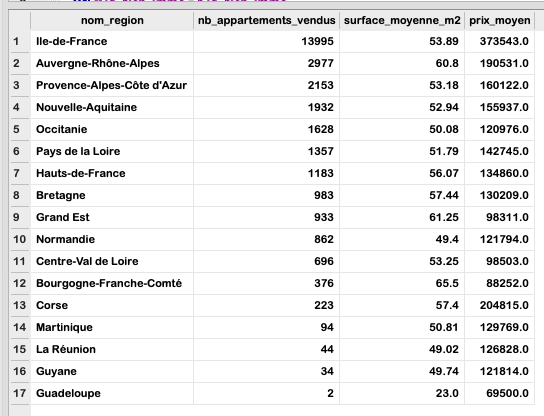 nom_region nb_appartements_vendus surface_moyenne_m2 prix_moyen
1 Ile-de-France 13995 53.89 373543.0
2 Auvergne-Rhône-Alpes 2977 60.8 190531.0
3 Provence-Alpes-Côte d'Azur 2153 53.18 160122.0
4 Nouvelle-Aquitaine 1932 52.94 155937.0
5 Occitanie 1628 50.08 120976.0
6 Pays de la Loire 1357 51.79 142745.0
7 Hauts-de-France 1183 56.07 134860.0
8 Bretagne 983 57.44 130209.0
9 Grand Est 933 61.25 98311.0
10 Normandie 862 49.4 121794.0
11 Centre-Val de Loire 696 53.25 98503.0
12 Bourgogne-Franche-Comté 376 65.5 88252.0
13 Corse 223 57.4 204815.0
14 Martinique 94 50.81 129769.0
15 La Réunion 44 49.02 126828.0
16 Guyane 34 49.74 121814.0
17 Guadeloupe 2 23.0 69500.0